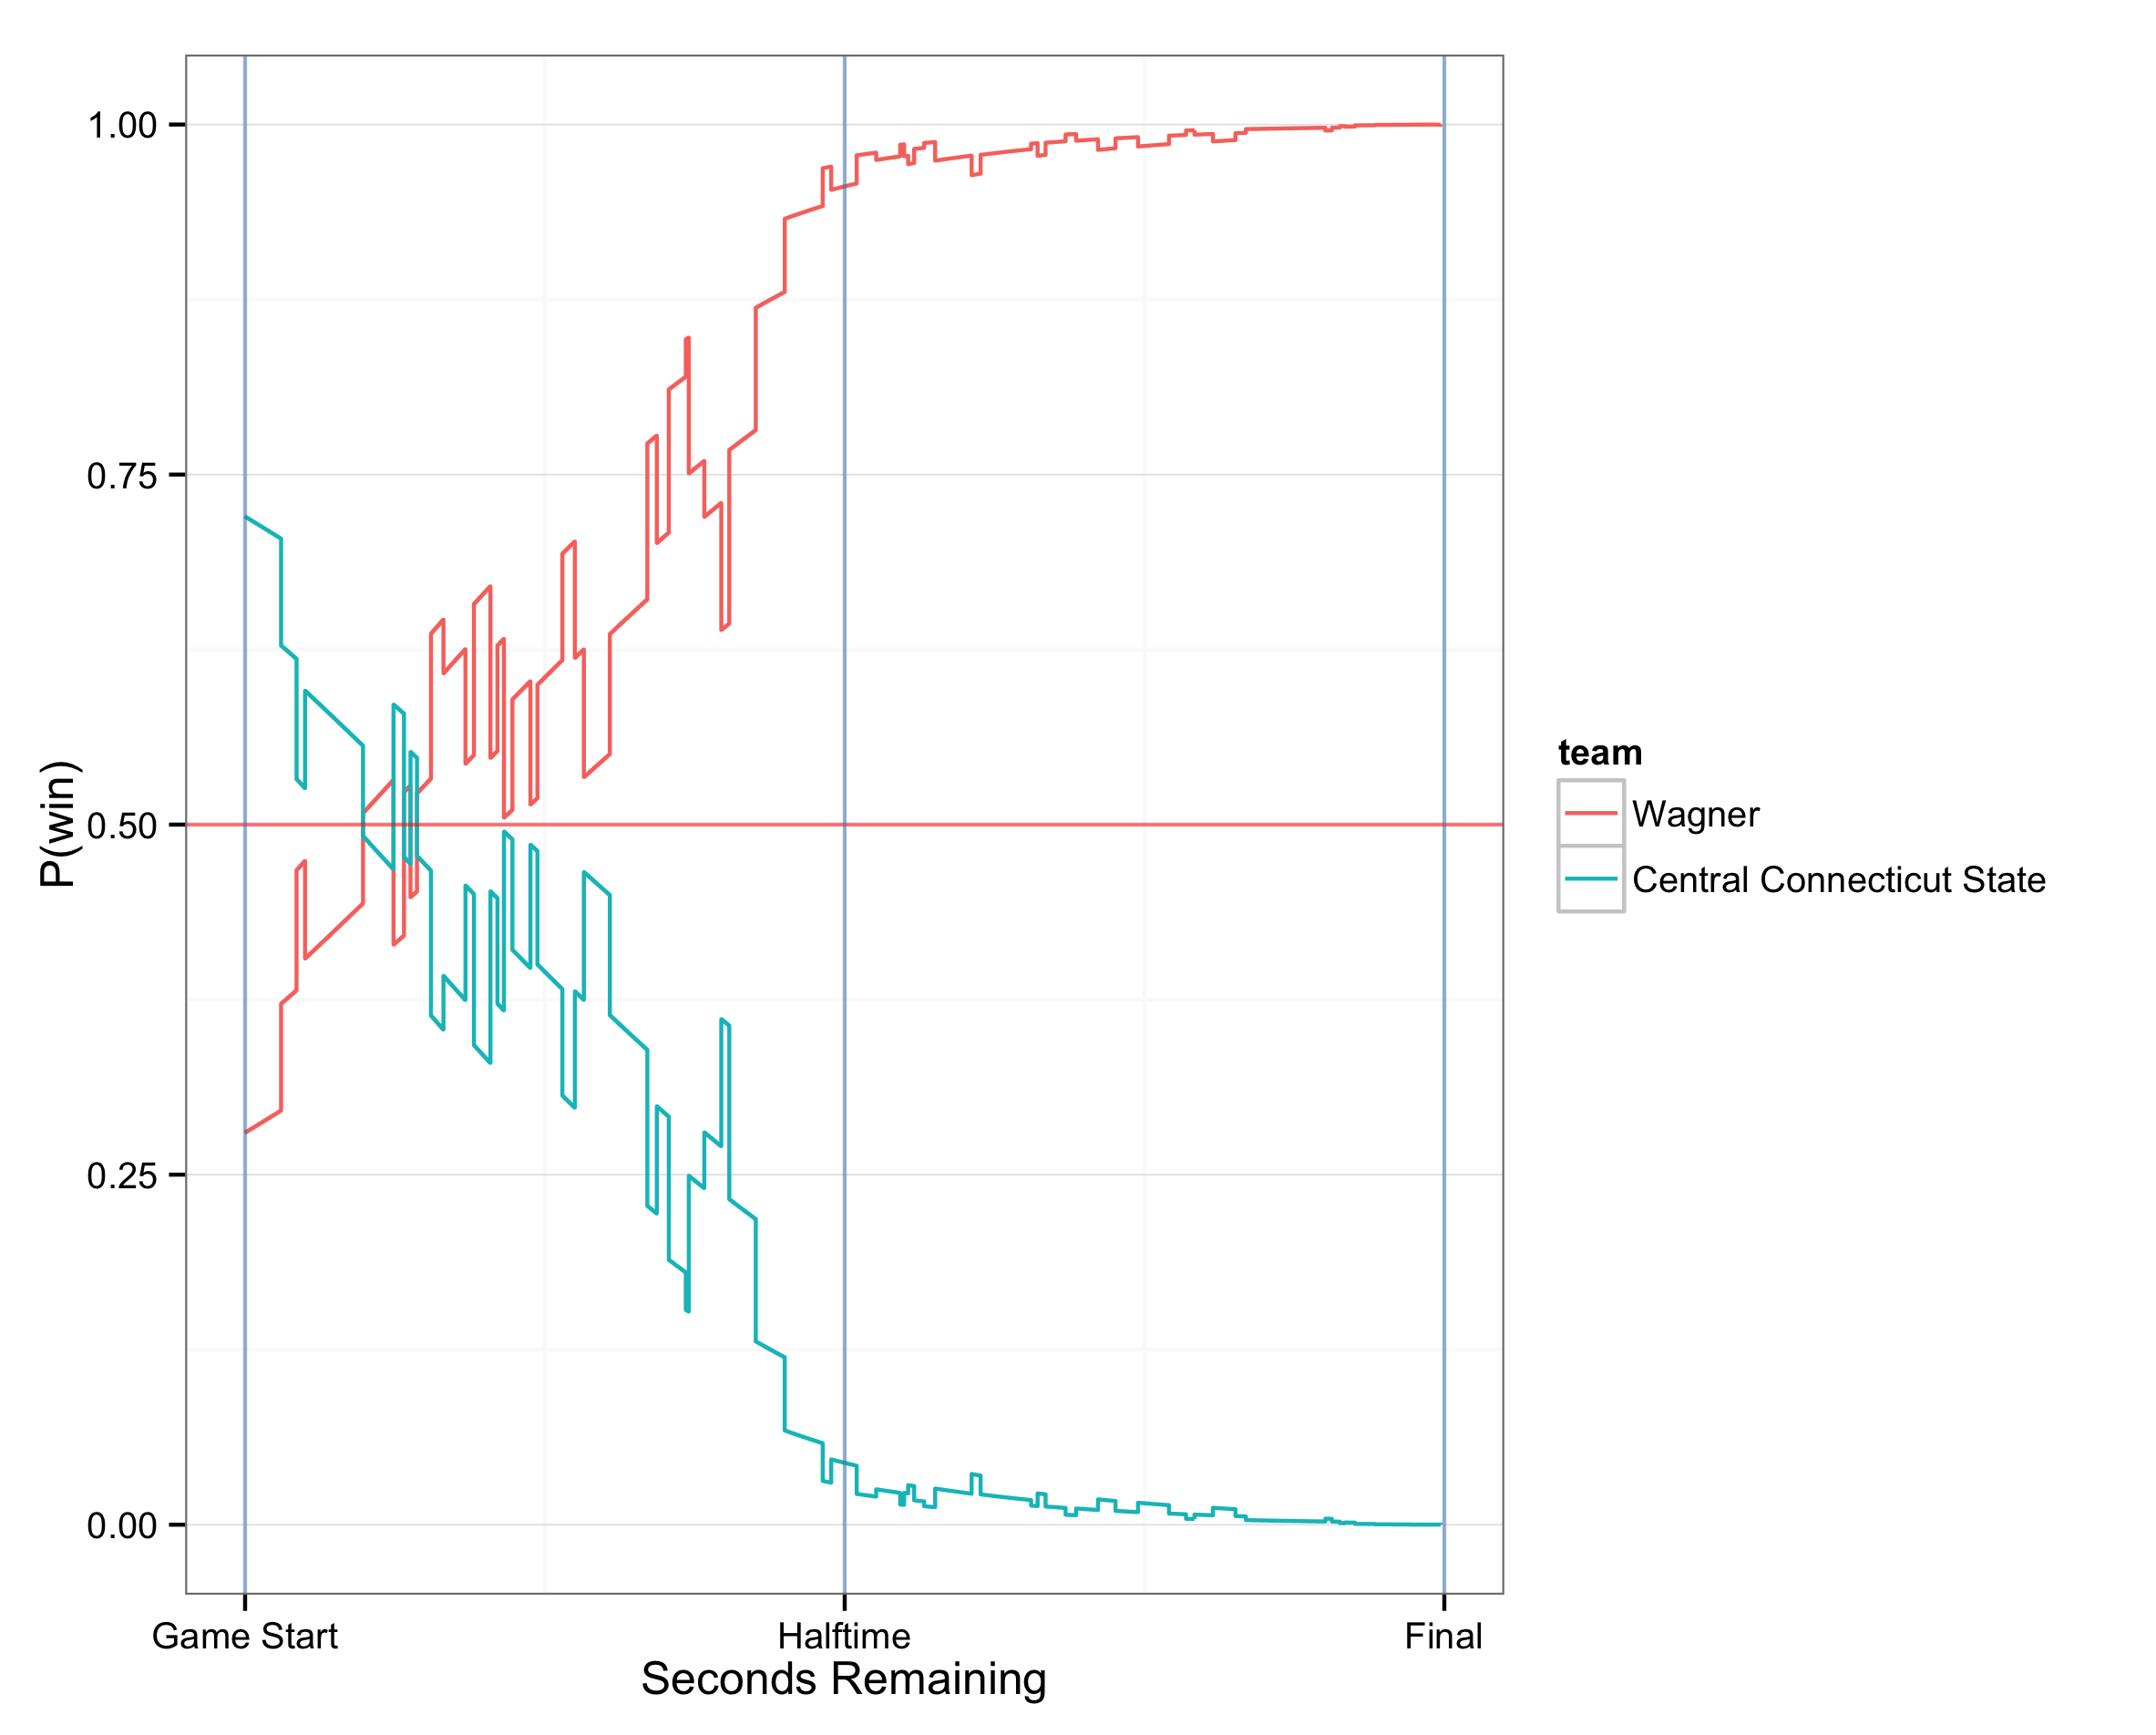 P(win)
1.00
0.75
0.50
0.25
0.00
Game Start
Halftime
Final
Seconds Remaining
team
Wagner
Central Connecticut State